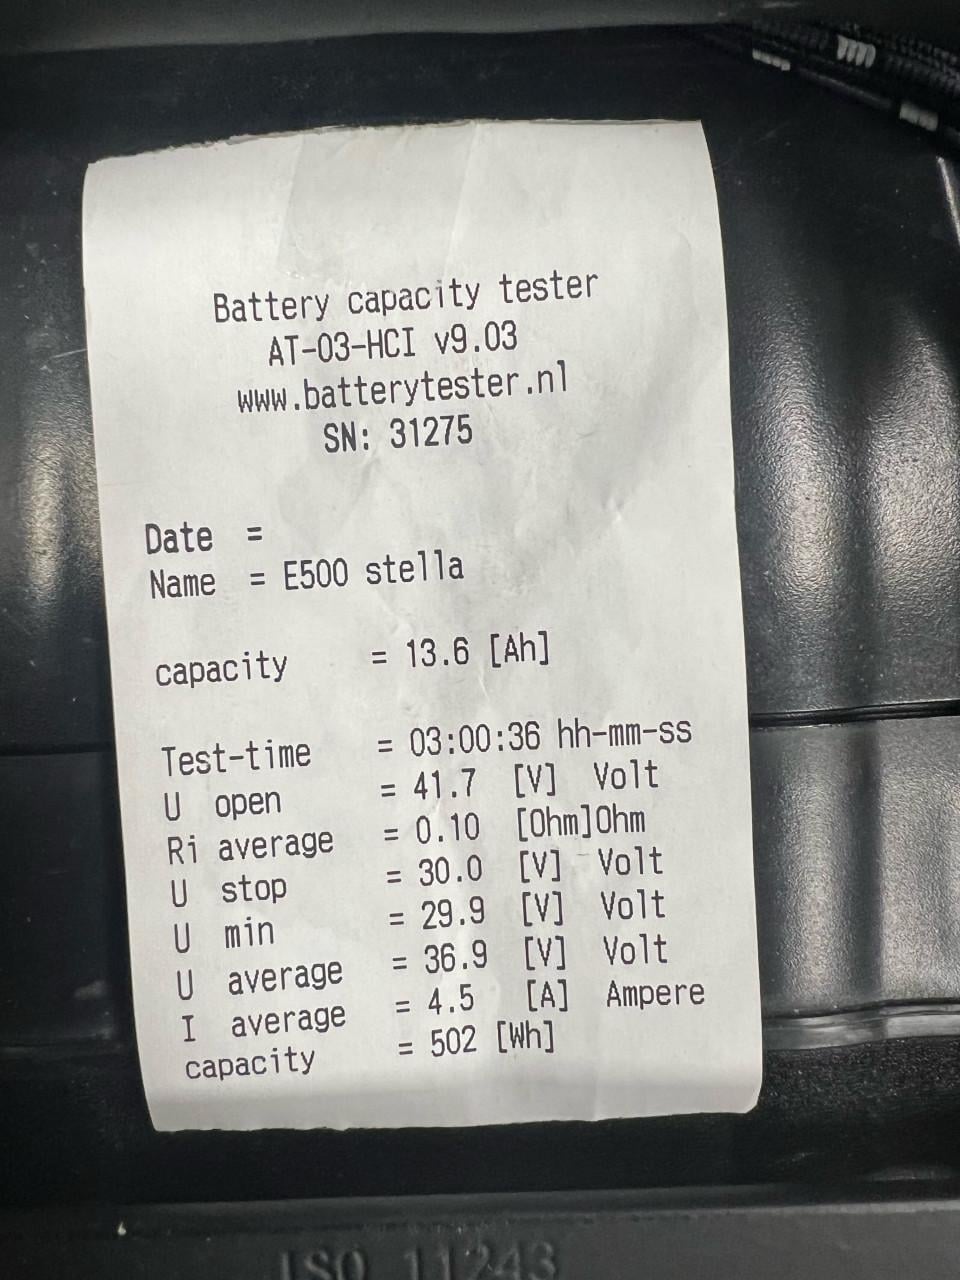 Battery capacity tester
AT-03-HCI v9.03
www.batterytester.nl
SN: 31275
Date =
Name = E500 stella
capacity = 13.6 [Ah]
Test-time = 03:00:36 hh-mm-ss
U open = 41.7 [V] Volt
Ri average = 0.10 [Ohm]Ohm
U stop = 30.0 [V] Volt
U min = 29.9 [V] Volt
U average = 36.9 [V] Volt
I average = 4.5 [A] Ampere
capacity = 502 [Wh]
ISO 11243